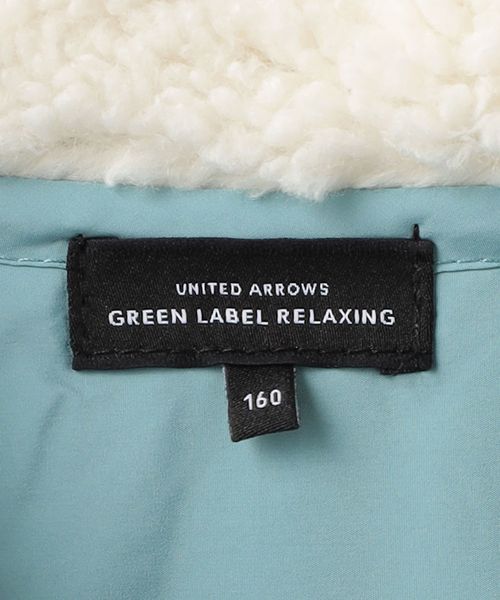 UNITED ARROWS
GREEN LABEL RELAXING
160